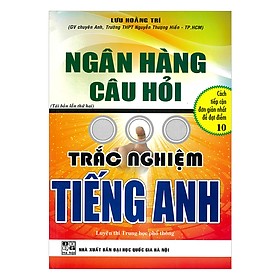 LƯU HOẰNG TRÍ
(GV chuyên Anh, Trường THPT Nguyễn Thượng Hiền - TP.HCM)
NGÂN HÀNG
CÂU HỎI
(Tái bản lần thứ hai)
Cách
tiếp cận
đơn giản nhất
để đạt điểm
10
TRẮC NGHIỆM
TIẾNG ANH
Luyện thi Trung học phổ thông
NHÀ XUẤT BẢN ĐẠI HỌC QUỐC GIA HÀ NỘI